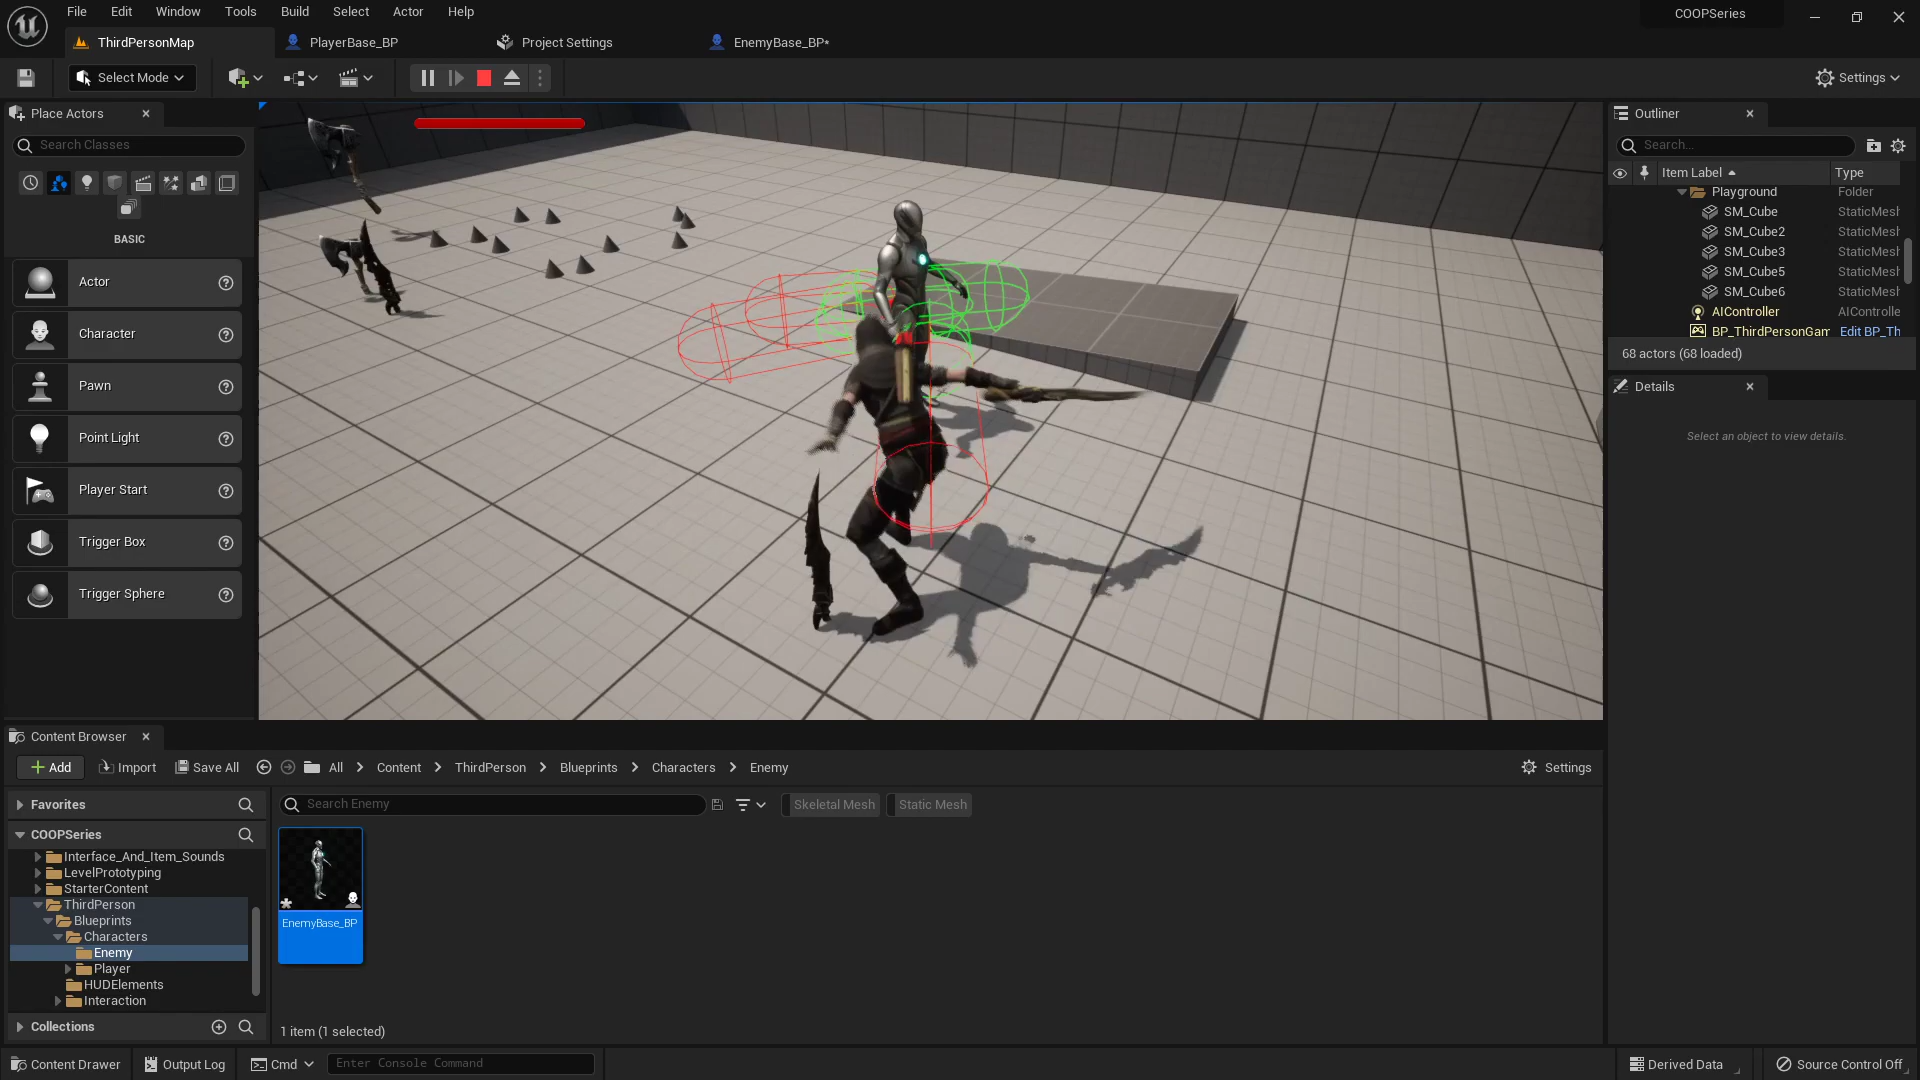 File Edit Window Tools Build Select Actor Help
COOPSeries
ThirdPersonMap PlayerBase_BP Project Settings EnemyBase_BP*
Select Mode
Settings
Place Actors
Search Classes
BASIC
Actor
Character
Pawn
Point Light
Player Start
Trigger Box
Trigger Sphere
Outliner
Search...
Item Label Type
Playground Folder
SM_Cube StaticMesh
SM_Cube2 StaticMesh
SM_Cube3 StaticMesh
SM_Cube5 StaticMesh
SM_Cube6 StaticMesh
AIController AIControlle
BP_ThirdPersonGam Edit BP_Th
68 actors (68 loaded)
Details
Select an object to view details.
Content Browser
Add Import Save All All Content ThirdPerson Blueprints Characters Enemy Settings
Favorites
COOPSeries
Interface_And_Item_Sounds
LevelPrototyping
StarterContent
ThirdPerson
Blueprints
Characters
Enemy
Player
HUDElements
Interaction
Collections
Search Enemy
Skeletal Mesh Static Mesh
EnemyBase_BP
1 item (1 selected)
Content Drawer Output Log Cmd Enter Console Command Derived Data Source Control Off